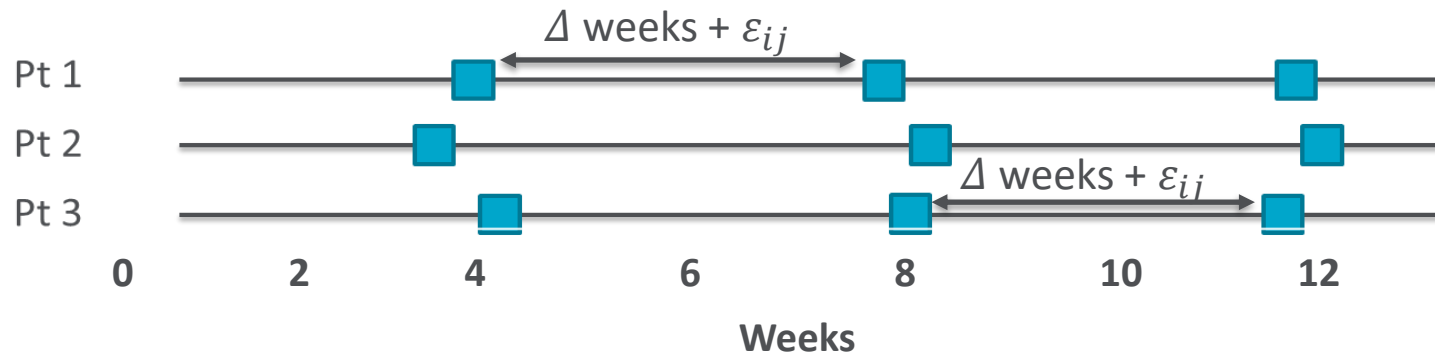 Δ weeks + εij
Pt 1
Pt 2
Δ weeks + εij
Pt 3
0 2 4 6 8 10 12
Weeks